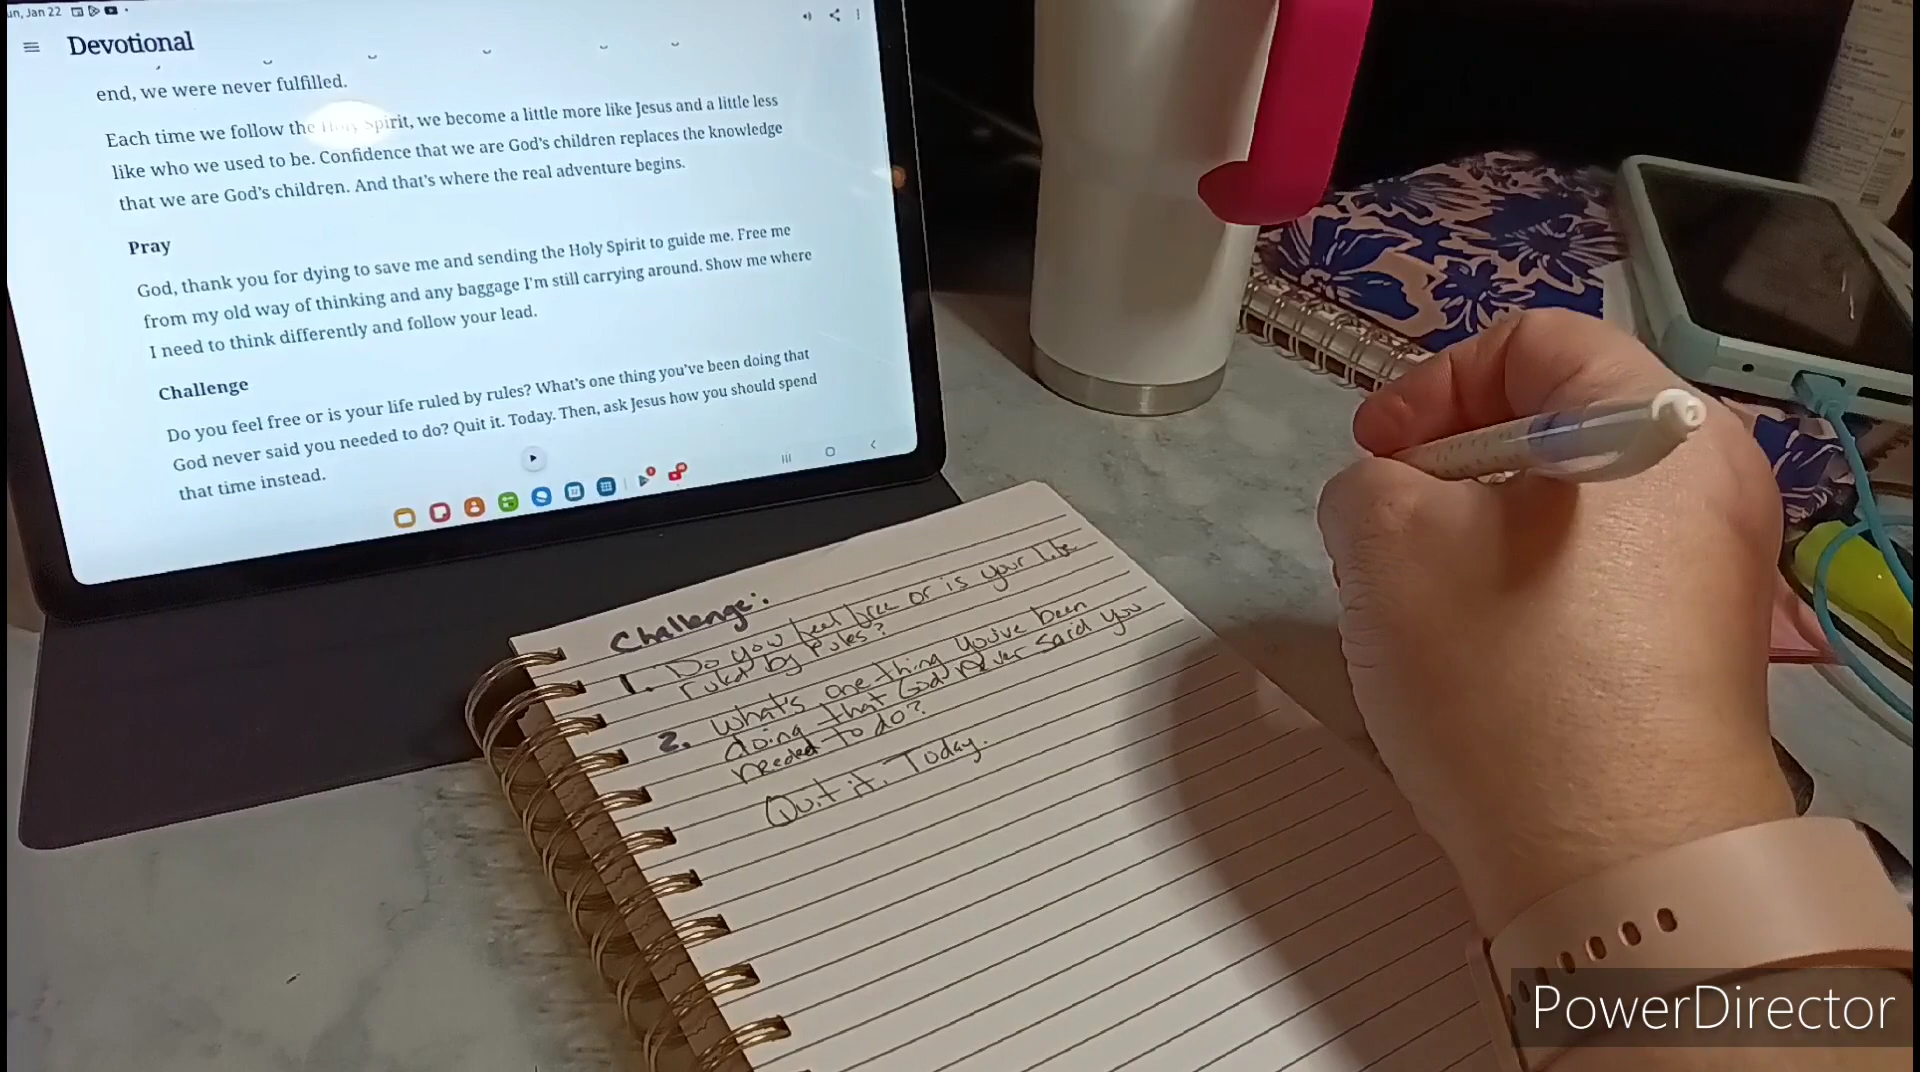 un, Jan 22
Devotional
end, we were never fulfilled.
Each time we follow the Holy Spirit, we become a little more like Jesus and a little less
like who we used to be. Confidence that we are God's children replaces the knowledge
that we are God's children. And that's where the real adventure begins.
Pray
God, thank you for dying to save me and sending the Holy Spirit to guide me. Free me
from my old way of thinking and any baggage I'm still carrying around. Show me where
I need to think differently and follow your lead.
Challenge
Do you feel free or is your life ruled by rules? What's one thing you've been doing that
God never said you needed to do? Quit it. Today. Then, ask Jesus how you should spend
that time instead.
Challenge:
1. Do you feel free or is your life
ruled by rules?
2. What's one thing you've been
doing that God never said you
needed to do?
Quit it. Today.
PowerDirector